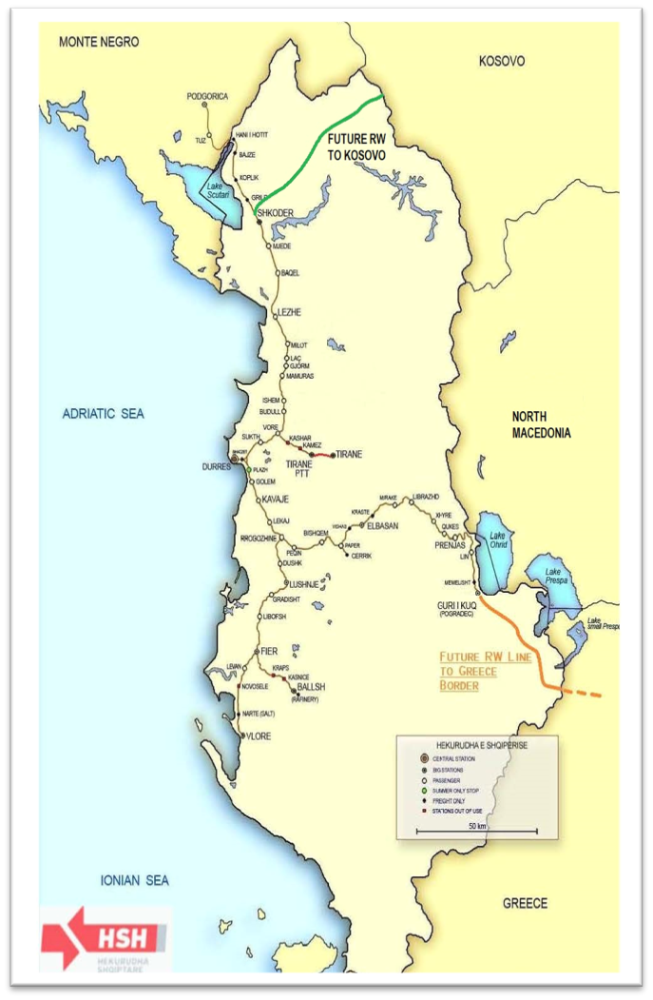 MONTE NEGRO
KOSOVO
PODGORICA
TUZ
HANI I HOTIT
BAJZE
KOPLIK
GRILE
FUTURE RW
TO KOSOVO
Lake
Scutari
SHKODER
MJEDE
BAQEL
LEZHE
MILOT
LAÇ
GJORM
MAMURAS
ISHEM
BUDULL
ADRIATIC SEA
NORTH
MACEDONIA
VORE
SUKTH
KASHAR
KAMEZ
TIRANE
TIRANE
PTT
DURRES
PLAZH
GOLEM
KAVAJE
LEKAJ
RROGOZHINE
PEQIN
BISHQEM
PAPER
CERRIK
KRASTE
ELBASAN
MIRAKE
LIBRAZHD
XHYRE
QUKES
PRENJAS
LIN
Lake
Ohrid
MEMELISHT
GURI I KUQ
(POGRADEC)
Lake
Prespa
Lake
small Prespa
DUSHK
LUSHNJE
GRADISHT
LIBOFSH
FIER
LEVAN
KRAPS
KASNICE
BALLSH
(RAFINERY)
NOVOSELE
NARTE (SALT)
VLORE
FUTURE RW LINE
TO GREECE
BORDER
HEKURUDHA E SHQIPERISE
CENTRAL STATION
BIG STATIONS
PASSENGER
SUMMER ONLY STOP
FREIGHT ONLY
STATIONS OUT OF USE
50 km
IONIAN SEA
GREECE
HSH
HEKURUDHA
SHQIPTARE